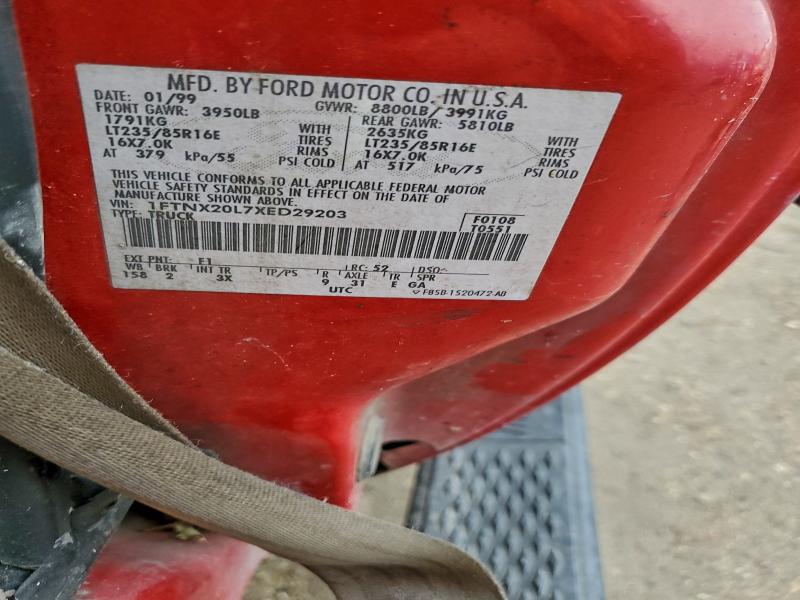 MFD. BY FORD MOTOR CO. IN U.S.A.
DATE: 01/99 GVWR: 8800LB/3991KG
FRONT GAWR: 3950LB REAR GAWR: 5810LB
1791KG WITH 2635KG WITH
LT235/85R16E TIRES LT235/85R16E TIRES
16X7.0K RIMS 16X7.0K RIMS
AT 379 kPa/55 PSI COLD AT 517 kPa/75 PSI COLD
THIS VEHICLE CONFORMS TO ALL APPLICABLE FEDERAL MOTOR
VEHICLE SAFETY STANDARDS IN EFFECT ON THE DATE OF
MANUFACTURE SHOWN ABOVE.
VIN: 1FTNX20L7XED29203 F0108
TYPE: TRUCK T0551
EXT PNT: E1 RC: 52 DSO:
WB BRK INT TR TP/PS R AXLE TR SPR
158 2 3X 9 31 E GA
UTC F85B-1520472-AB